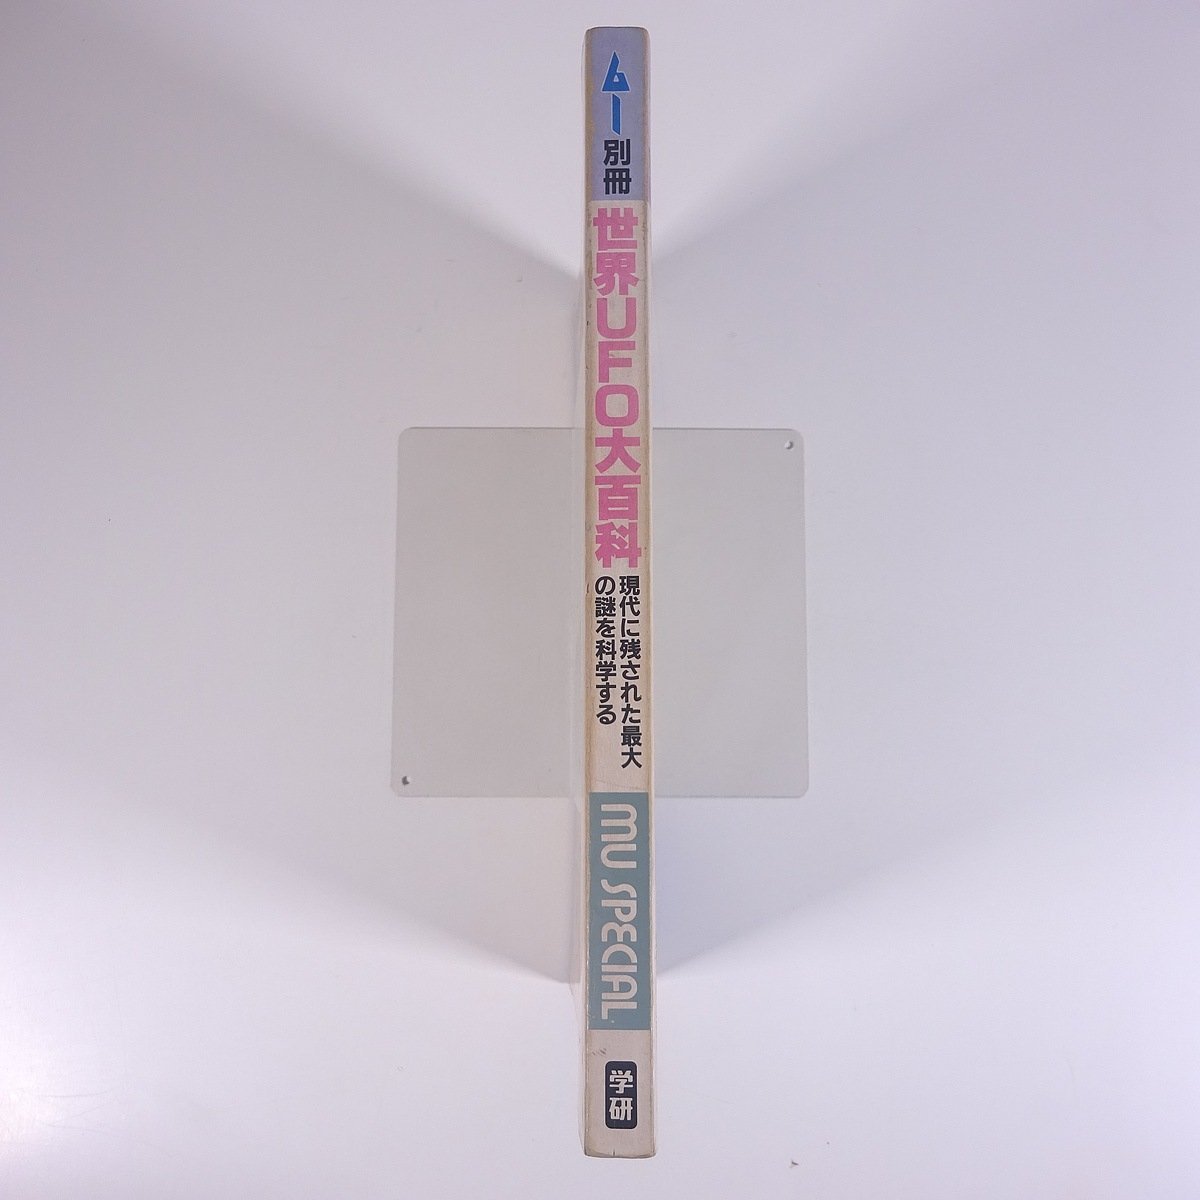 ムー
別冊
世界UFO大百科
現代に残された最大
の謎を科学する
MU SPECIAL
学研